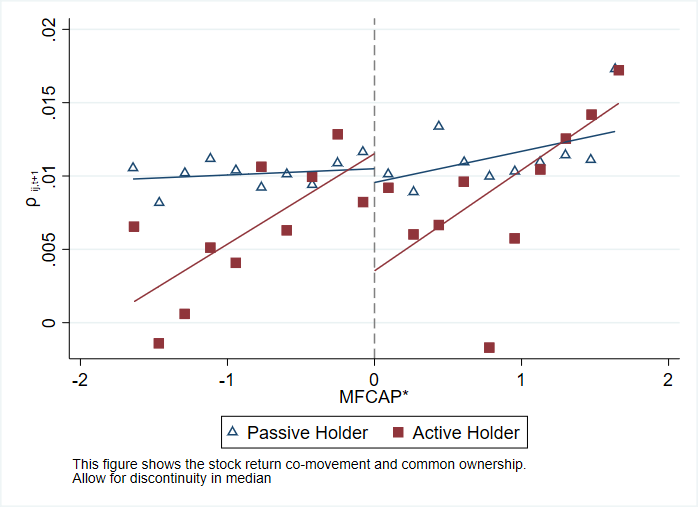 .02
.015
.01
.005
0
ρ ij,t+1
-2 -1 0 1 2
MFCAP*
Passive Holder Active Holder
This figure shows the stock return co-movement and common ownership.
Allow for discontinuity in median